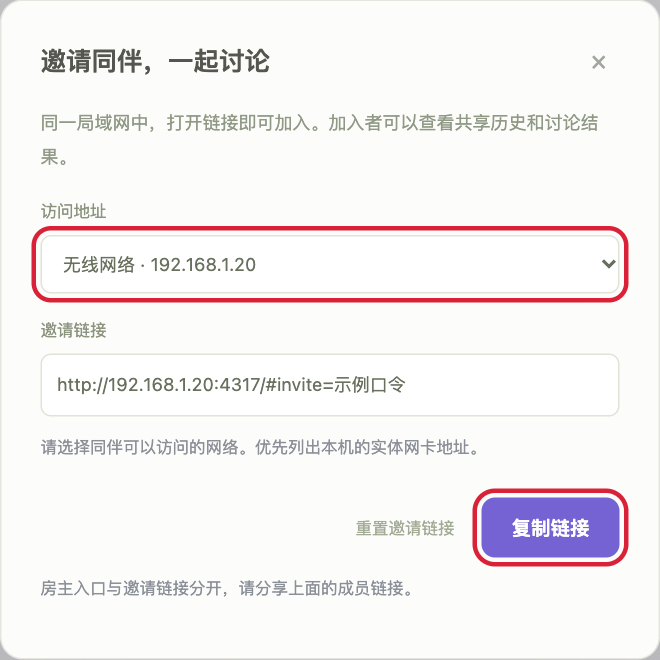 邀请同伴，一起讨论
×
同一局域网中，打开链接即可加入。加入者可以查看共享历史和讨论结
果。
访问地址
无线网络 · 192.168.1.20
邀请链接
http://192.168.1.20:4317/#invite=示例口令
请选择同伴可以访问的网络。优先列出本机的实体网卡地址。
重置邀请链接
复制链接
房主入口与邀请链接分开，请分享上面的成员链接。